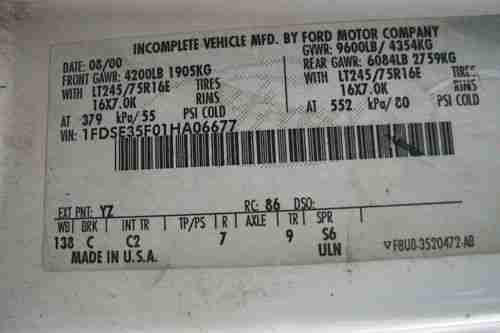 INCOMPLETE VEHICLE MFD. BY FORD MOTOR COMPANY
DATE: 08/00 GVWR: 9600LB/ 4354KG
FRONT GAWR: 4200LB 1905KG REAR GAWR: 6084LB 2759KG
WITH LT245/75R16E TIRES WITH LT245/75R16E TIRES
16X7.0K RIMS 16X7.0K RIMS
AT 379 kPa/ 55 PSI COLD AT 552 kPa/ 80 PSI COLD
VIN: 1FDSE35F01HA06677
EXT PNT: YZ RC: 86 DSO:
WB BRK INT TR TP/PS R AXLE TR SPR
138 C C2 7 9 S6
MADE IN U.S.A. ULN
F8U0-3520472-AB